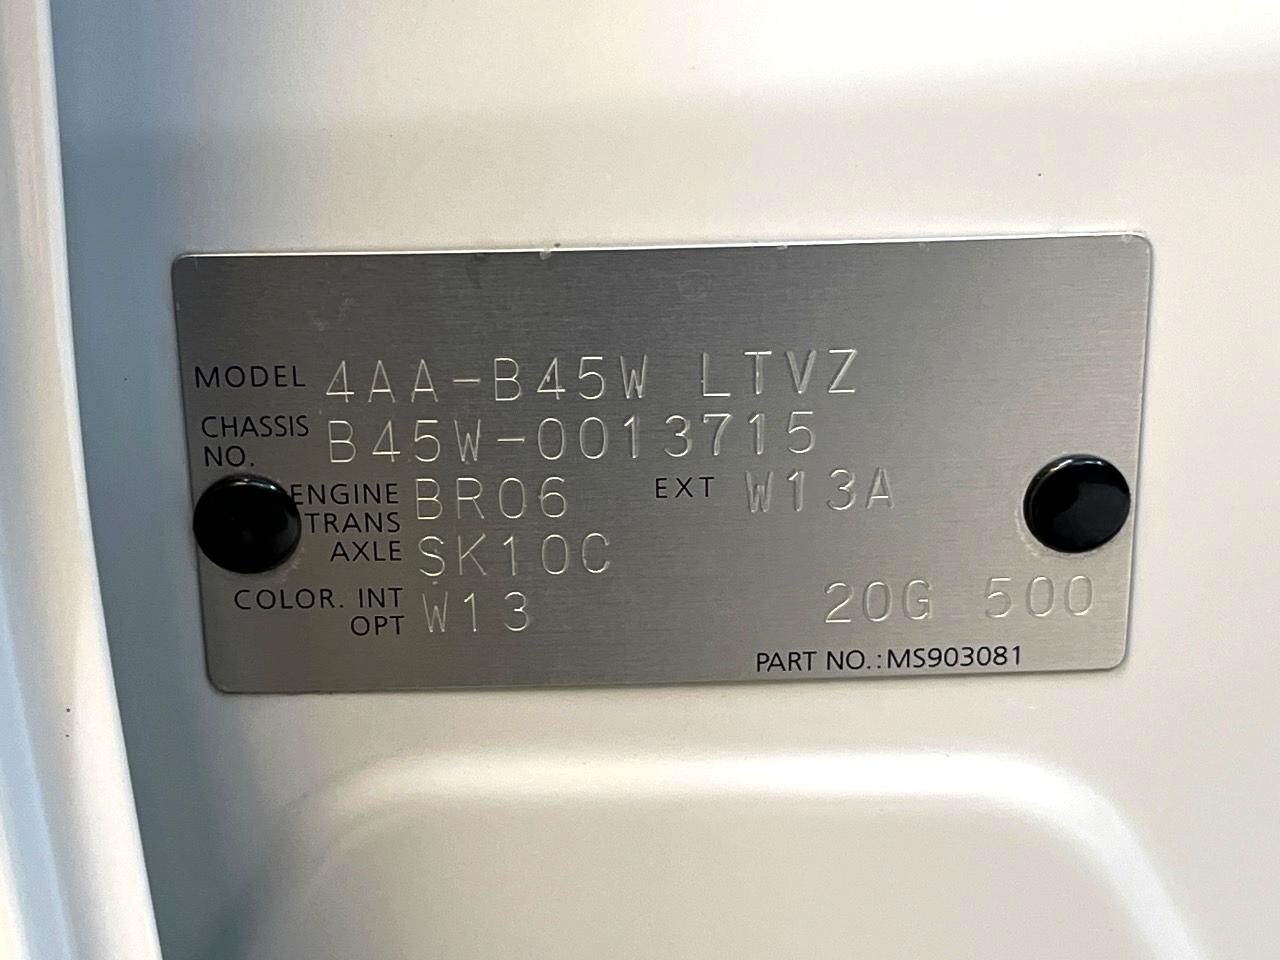 MODEL 4AA-B45W LTVZ
CHASSIS NO. B45W-0013715
ENGINE BR06 EXT W13A
TRANS AXLE SK10C
COLOR. INT OPT W13 20G 500
PART NO.:MS903081